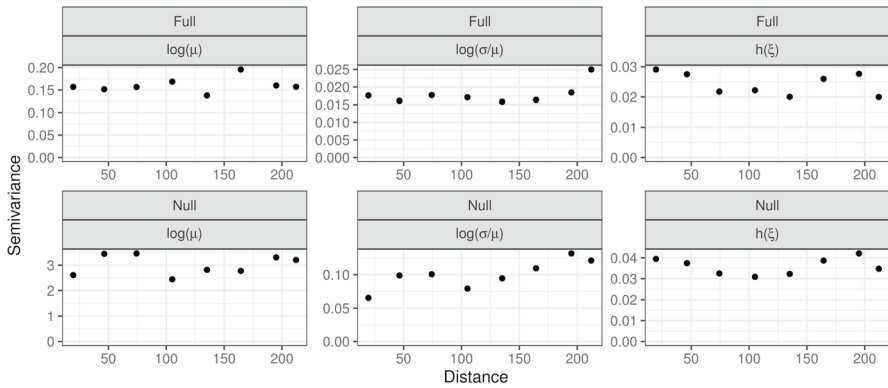 Full Full Full
log(μ) log(σ/μ) h(ξ)
0.20 0.025 0.03
0.15 0.020 0.02
0.10 0.015 0.01
0.05 0.010 0.00
0.00 0.005
0.000
50 100 150 200 50 100 150 200 50 100 150 200
Semivariance
Null Null Null
log(μ) log(σ/μ) h(ξ)
3 0.10 0.04
2 0.05 0.03
1 0.00 0.02
0 0.01
0.00
50 100 150 200 50 100 150 200 50 100 150 200
Distance